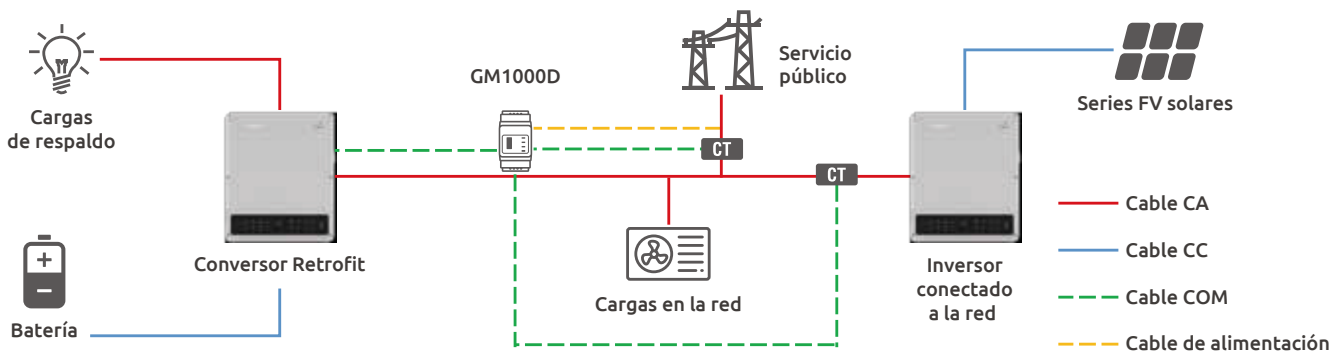 GM1000D
Servicio
público
Cargas
de respaldo
Series FV solares
CT
CT
Conversor Retrofit
Batería
Cargas en la red
Inversor
conectado
a la red
Cable CA
Cable CC
Cable COM
Cable de alimentación